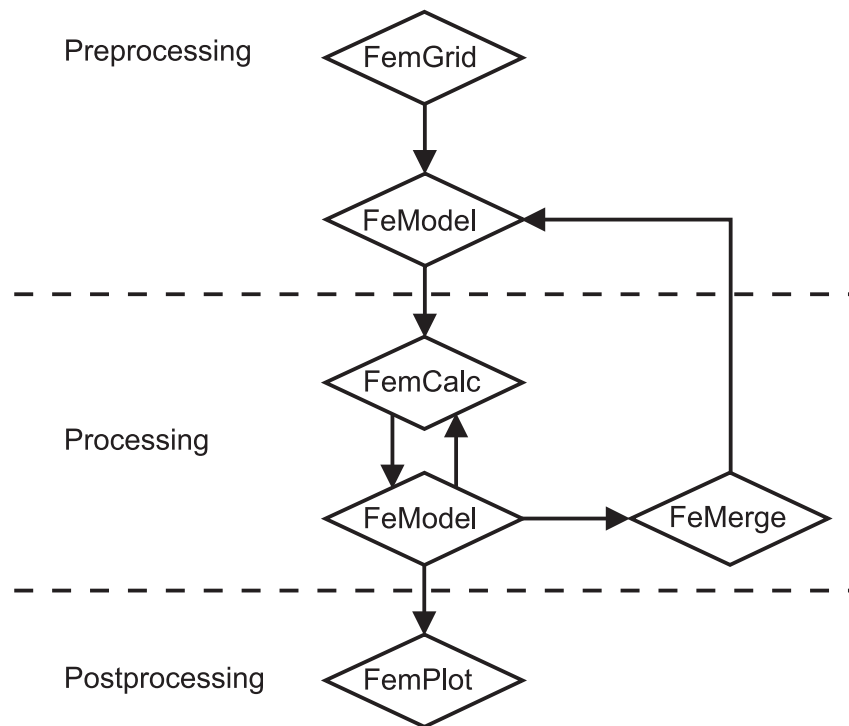 Preprocessing
FemGrid
FeModel
FemCalc
Processing
FeModel
FeMerge
Postprocessing
FemPlot